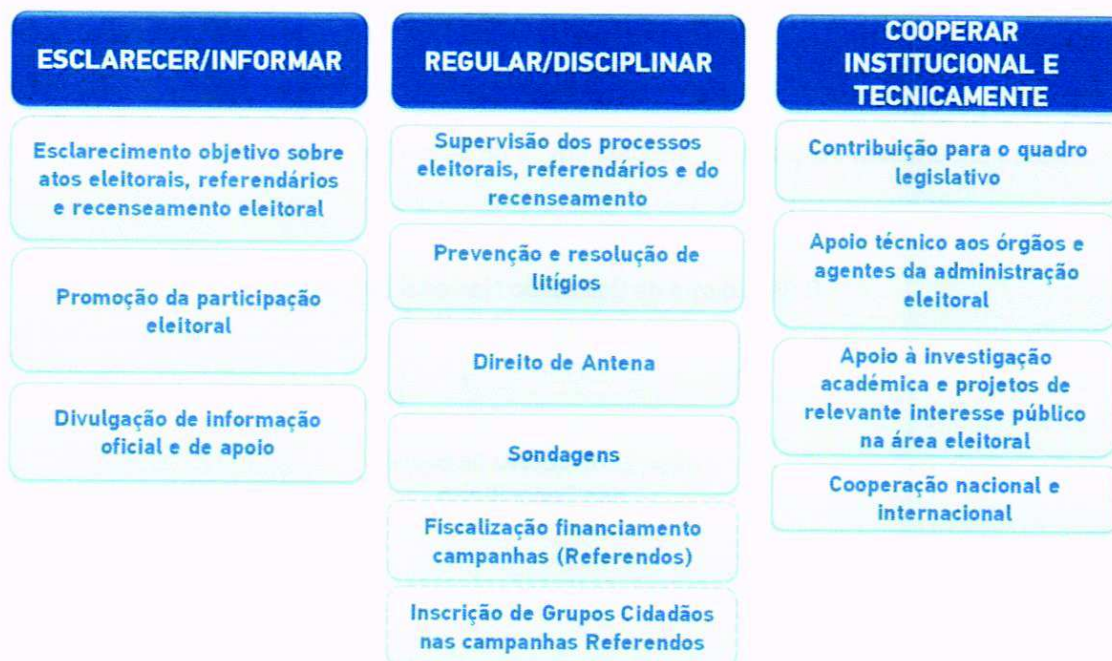 ESCLARECER/INFORMAR
Esclarecimento objetivo sobre
atos eleitorais, referendários
e recenseamento eleitoral
Promoção da participação
eleitoral
Divulgação de informação
oficial e de apoio
REGULAR/DISCIPLINAR
Supervisão dos processos
eleitorais, referendários e do
recenseamento
Prevenção e resolução de
litígios
Direito de Antena
Sondagens
Fiscalização financiamento
campanhas (Referendos)
Inscrição de Grupos Cidadãos
nas campanhas Referendos
COOPERAR
INSTITUCIONAL E
TECNICAMENTE
Contribuição para o quadro
legislativo
Apoio técnico aos órgãos e
agentes da administração
eleitoral
Apoio à investigação
académica e projetos de
relevante interesse público
na área eleitoral
Cooperação nacional e
internacional